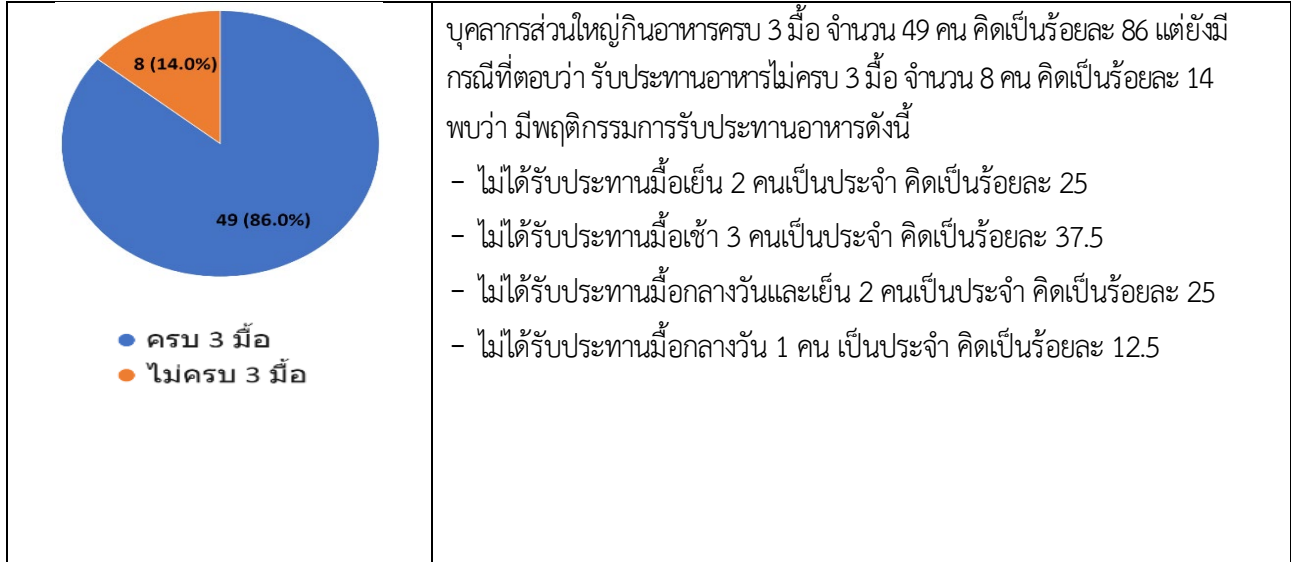 8 (14.0%)
49 (86.0%)
● ครบ 3 มื้อ
● ไม่ครบ 3 มื้อ
บุคลากรส่วนใหญ่กินอาหารครบ 3 มื้อ จำนวน 49 คน คิดเป็นร้อยละ 86 แต่ยังมี
กรณีที่ตอบว่า รับประทานอาหารไม่ครบ 3 มื้อ จำนวน 8 คน คิดเป็นร้อยละ 14
พบว่า มีพฤติกรรมการรับประทานอาหารดังนี้
- ไม่ได้รับประทานมื้อเย็น 2 คนเป็นประจำ คิดเป็นร้อยละ 25
- ไม่ได้รับประทานมื้อเช้า 3 คนเป็นประจำ คิดเป็นร้อยละ 37.5
- ไม่ได้รับประทานมื้อกลางวันและเย็น 2 คนเป็นประจำ คิดเป็นร้อยละ 25
- ไม่ได้รับประทานมื้อกลางวัน 1 คน เป็นประจำ คิดเป็นร้อยละ 12.5